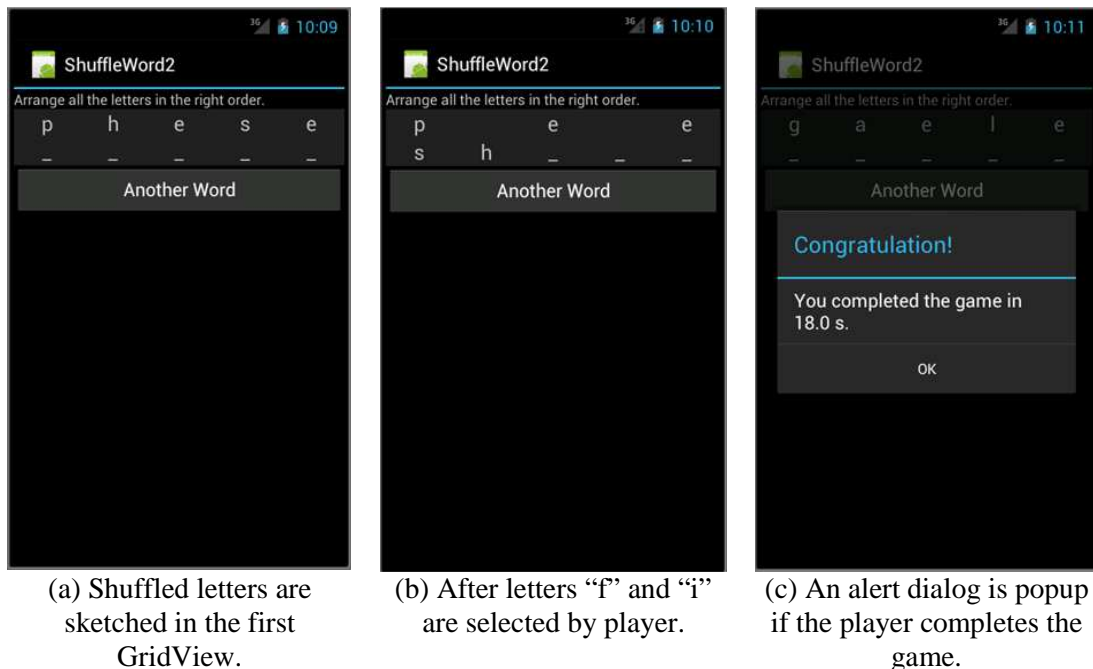 3G 10:09
ShuffleWord2
Arrange all the letters in the right order.
p h e s e
_ _ _ _ _
Another Word
(a) Shuffled letters are
sketched in the first
GridView.
3G 10:10
ShuffleWord2
Arrange all the letters in the right order.
p e e
s h _ _ _
Another Word
(b) After letters “f” and “i”
are selected by player.
3G 10:11
ShuffleWord2
Arrange all the letters in the right order.
g a e l e
_ _ _ _ _
Another Word
Congratulation!
You completed the game in
18.0 s.
OK
(c) An alert dialog is popup
if the player completes the
game.